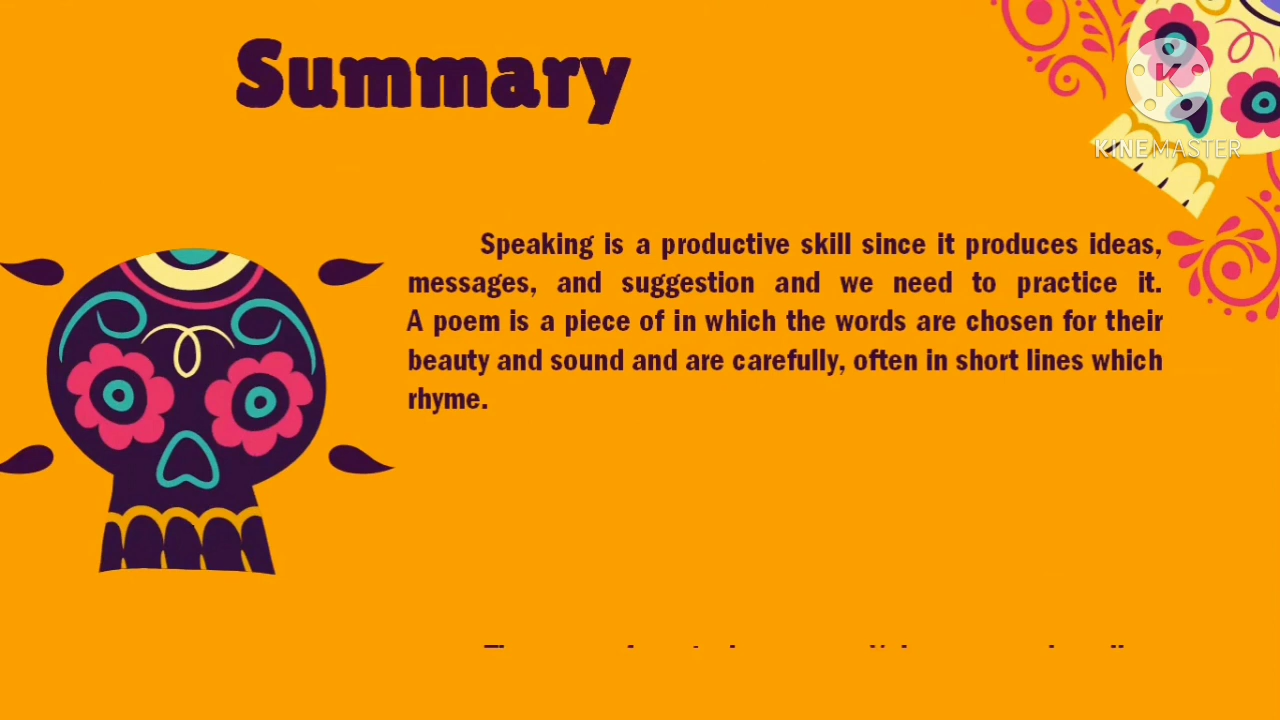 Summary
KINEMASTER
Speaking is a productive skill since it produces ideas,
messages, and suggestion and we need to practice it.
A poem is a piece of in which the words are chosen for their
beauty and sound and are carefully, often in short lines which
rhyme.